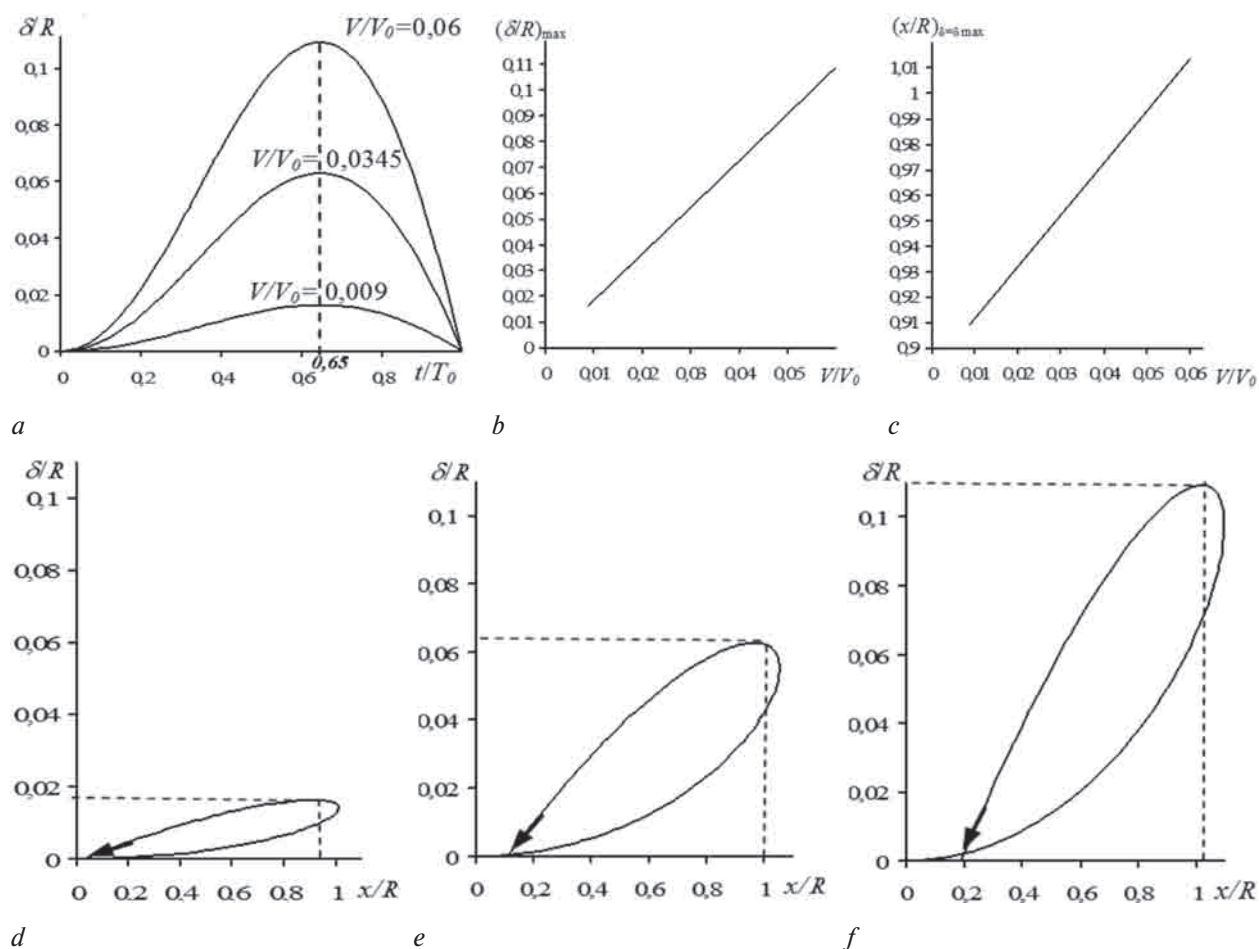 δ/R
V/V₀=0,06
0,1
0,08
V/V₀= 0,0345
0,06
0,04
V/V₀= 0,009
0,02
0
0 0,2 0,4 0,6 0,65 0,8 t/T₀
a
(δ/R)max
0,11
0,1
0,09
0,08
0,07
0,06
0,05
0,04
0,03
0,02
0,01
0
0 0,01 0,02 0,03 0,04 0,05 V/V₀
b
(x/R)δ=δmax
1,01
1
0,99
0,98
0,97
0,96
0,95
0,94
0,93
0,92
0,91
0,9
0 0,01 0,02 0,03 0,04 0,05 0,06 V/V₀
c
δ/R
0,1
0,08
0,06
0,04
0,02
0
0 0,2 0,4 0,6 0,8 1 x/R
d
δ/R
0,1
0,08
0,06
0,04
0,02
0
0 0,2 0,4 0,6 0,8 1 x/R
e
δ/R
0,1
0,08
0,06
0,04
0,02
0
0 0,2 0,4 0,6 0,8 1 x/R
f